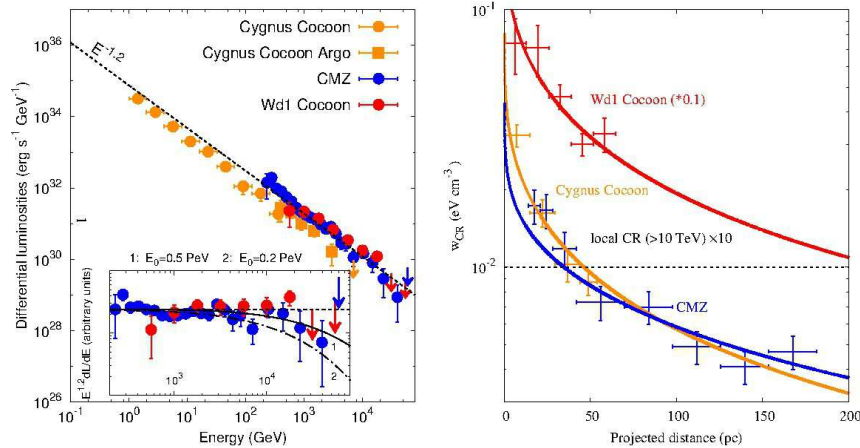 10^36
10^34
10^32
10^30
10^28
10^26
Differential luminosities (erg s^-1 GeV^-1)
E^-1.2
Cygnus Cocoon
Cygnus Cocoon Argo
CMZ
Wd1 Cocoon
1: E_0=0.5 PeV 2: E_0=0.2 PeV
E^1.2 dL/dE (arbitrary units)
1
2
10^3 10^4
10^-1 10^0 10^1 10^2 10^3 10^4
Energy (GeV)
10^-1
10^-2
w_CR (eV cm^-3)
Wd1 Cocoon (*0.1)
Cygnus Cocoon
local CR (>10 TeV)×10
CMZ
0 50 100 150 200
Projected distance (pc)